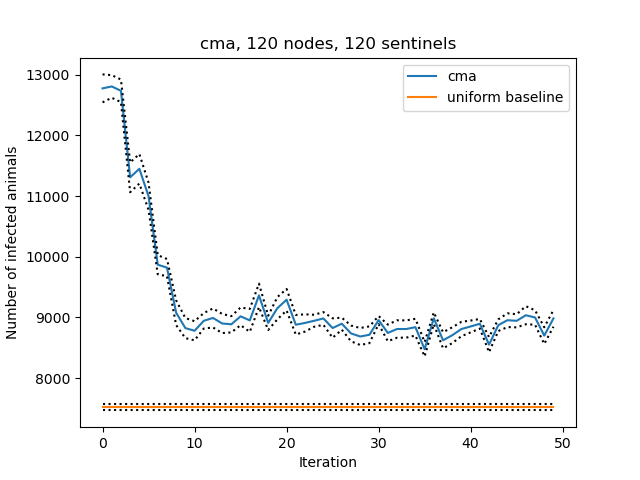 cma, 120 nodes, 120 sentinels
cma
uniform baseline
Number of infected animals
13000
12000
11000
10000
9000
8000
0 10 20 30 40 50
Iteration